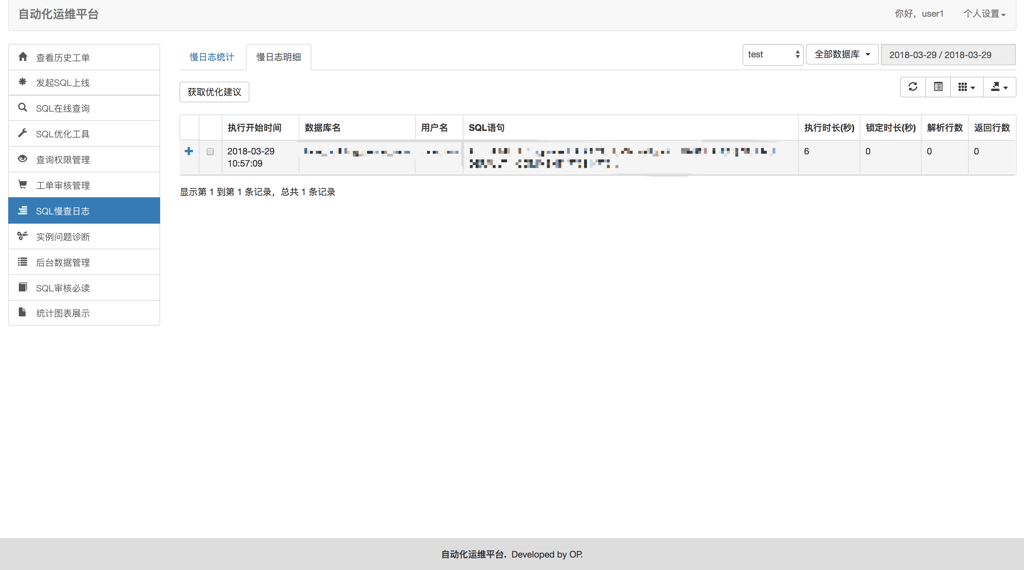 自动化运维平台
你好，user1 个人设置
查看历史工单
发起SQL上线
SQL在线查询
SQL优化工具
查询权限管理
工单审核管理
SQL慢查日志
实例问题诊断
后台数据管理
SQL审核必读
统计图表展示
慢日志统计 慢日志明细
test 全部数据库 2018-03-29 / 2018-03-29
获取优化建议
执行开始时间 数据库名 用户名 SQL语句 执行时长(秒) 锁定时长(秒) 解析行数 返回行数
2018-03-29 6 0 0 0
10:57:09
显示第 1 到第 1 条记录，总共 1 条记录
自动化运维平台. Developed by OP.